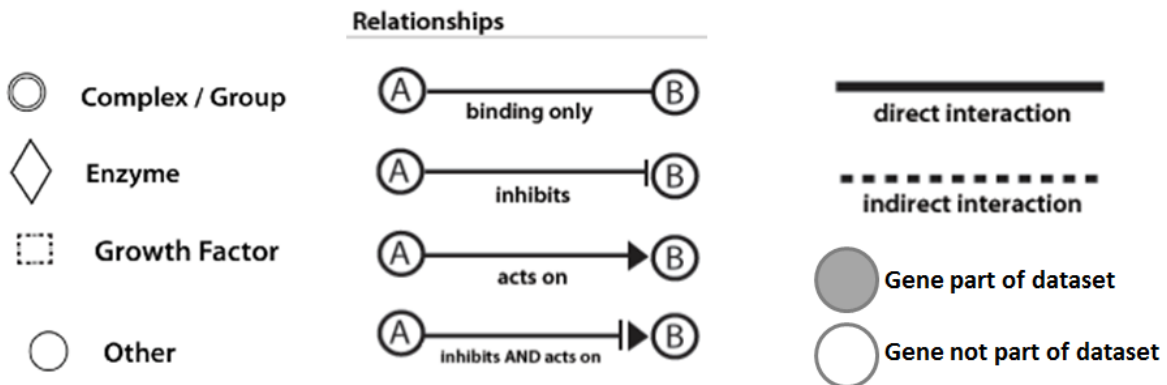 Relationships
Complex / Group
Enzyme
Growth Factor
Other
A B
binding only
A B
inhibits
A B
acts on
A B
inhibits AND acts on
direct interaction
indirect interaction
Gene part of dataset
Gene not part of dataset